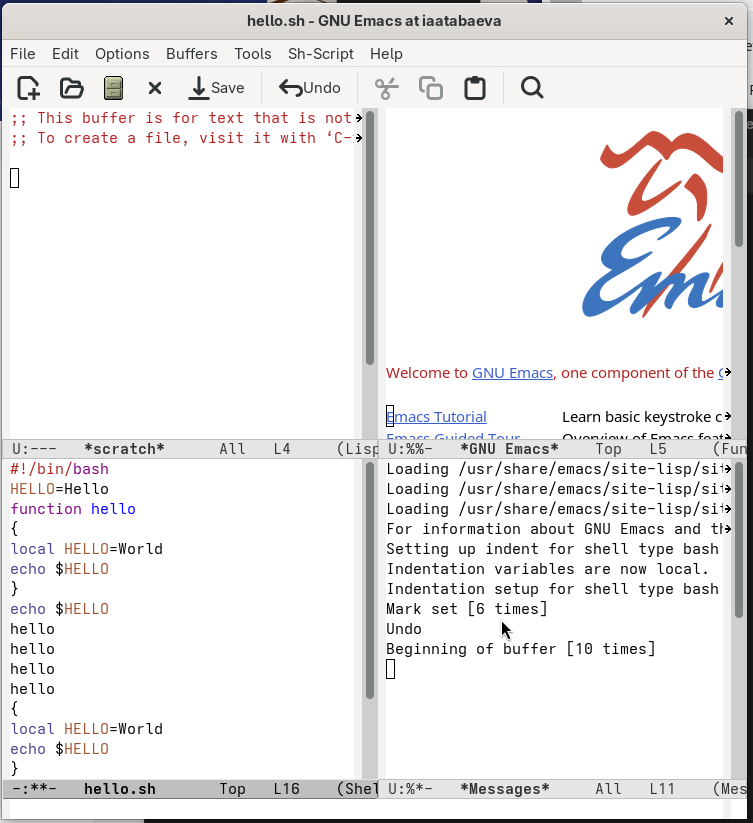 hello.sh - GNU Emacs at iaatabaeva
File Edit Options Buffers Tools Sh-Script Help
Save Undo
;; This buffer is for text that is not
;; To create a file, visit it with ‘C-
U:--- *scratch* All L4 (Lisp
Welcome to GNU Emacs, one component of the
Emacs Tutorial Learn basic keystroke c
Emacs Guided Tour Overview of Emacs feat
U:%%- *GNU Emacs* Top L5 (Fun
#!/bin/bash
HELLO=Hello
function hello
{
local HELLO=World
echo $HELLO
}
echo $HELLO
hello
hello
hello
hello
{
local HELLO=World
echo $HELLO
}
-:**- hello.sh Top L16 (Shel
Loading /usr/share/emacs/site-lisp/sit
Loading /usr/share/emacs/site-lisp/sit
Loading /usr/share/emacs/site-lisp/sit
For information about GNU Emacs and th
Setting up indent for shell type bash
Indentation variables are now local.
Indentation setup for shell type bash
Mark set [6 times]
Undo
Beginning of buffer [10 times]
U:%*- *Messages* All L11 (Mes